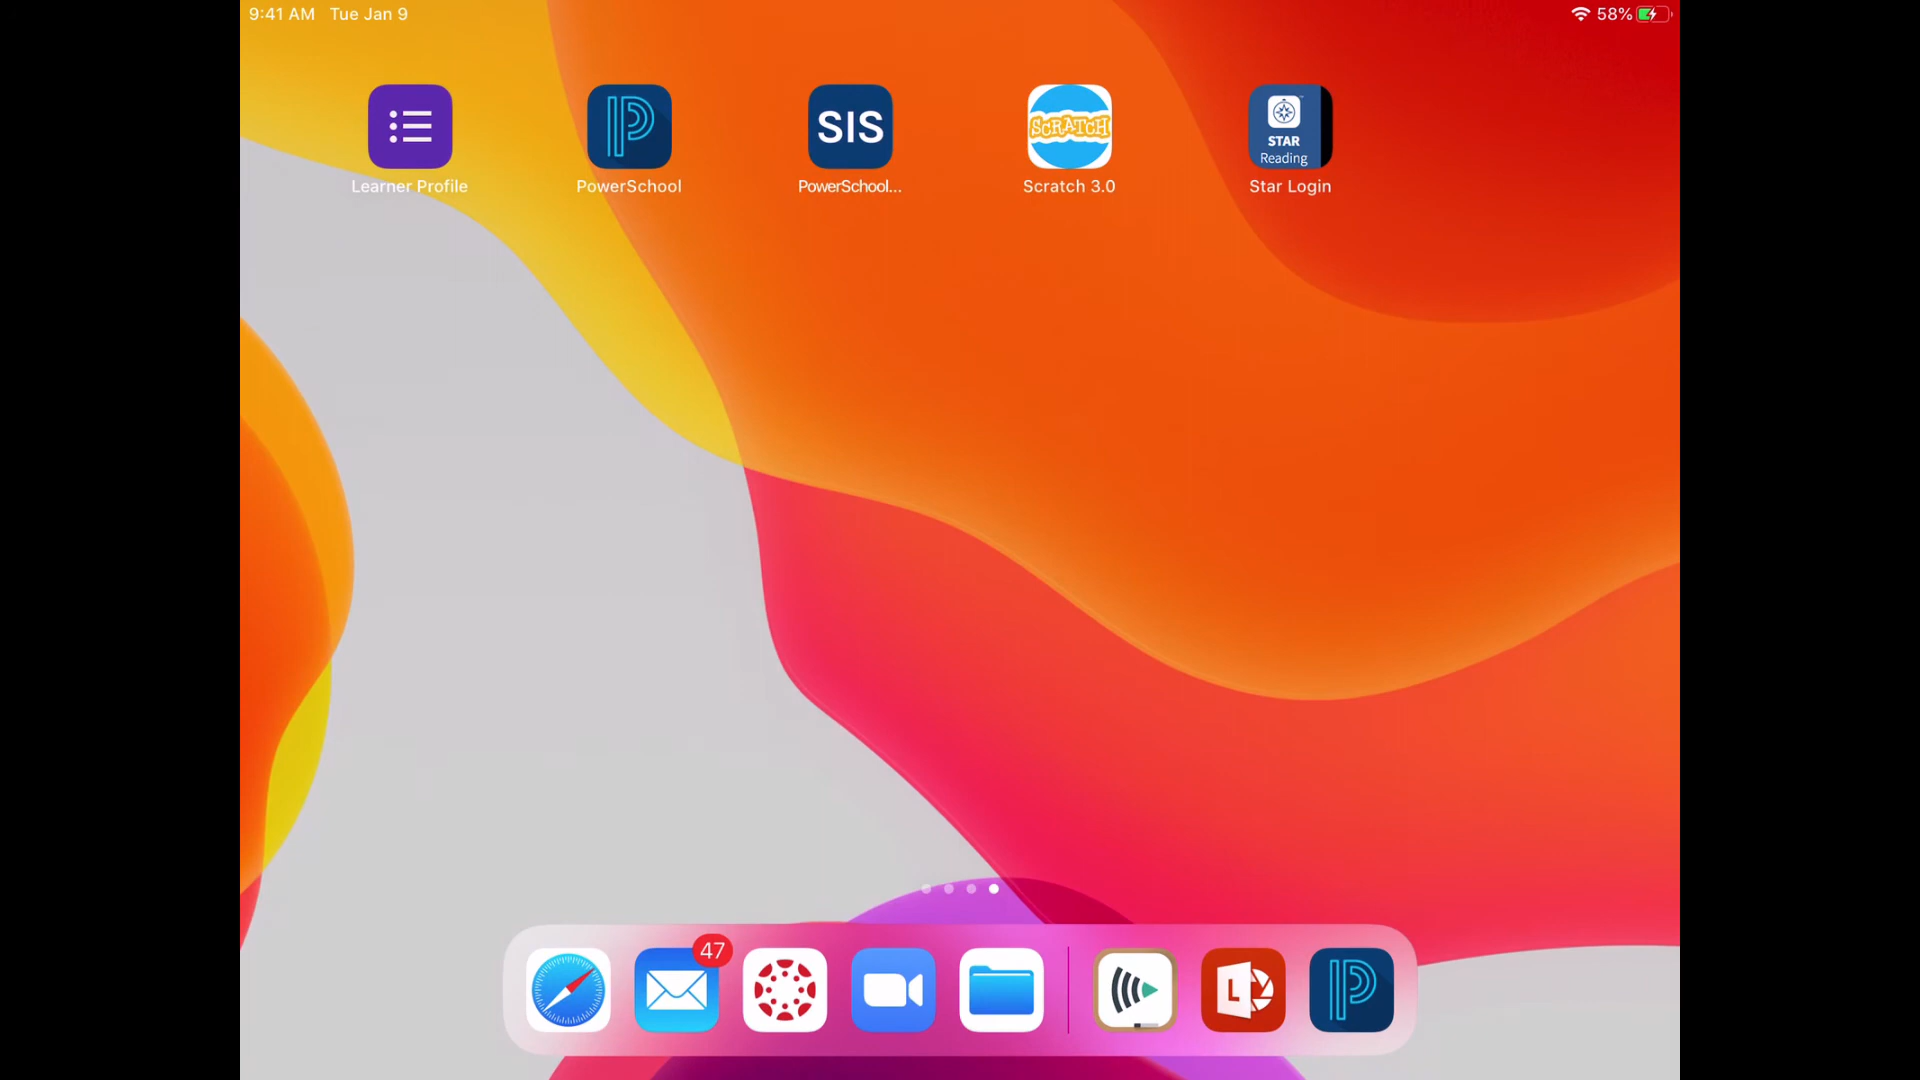 9:41 AM Tue Jan 9 58%
SIS
SCRATCH
STAR
Reading
Learner Profile PowerSchool PowerSchool... Scratch 3.0 Star Login
47
L